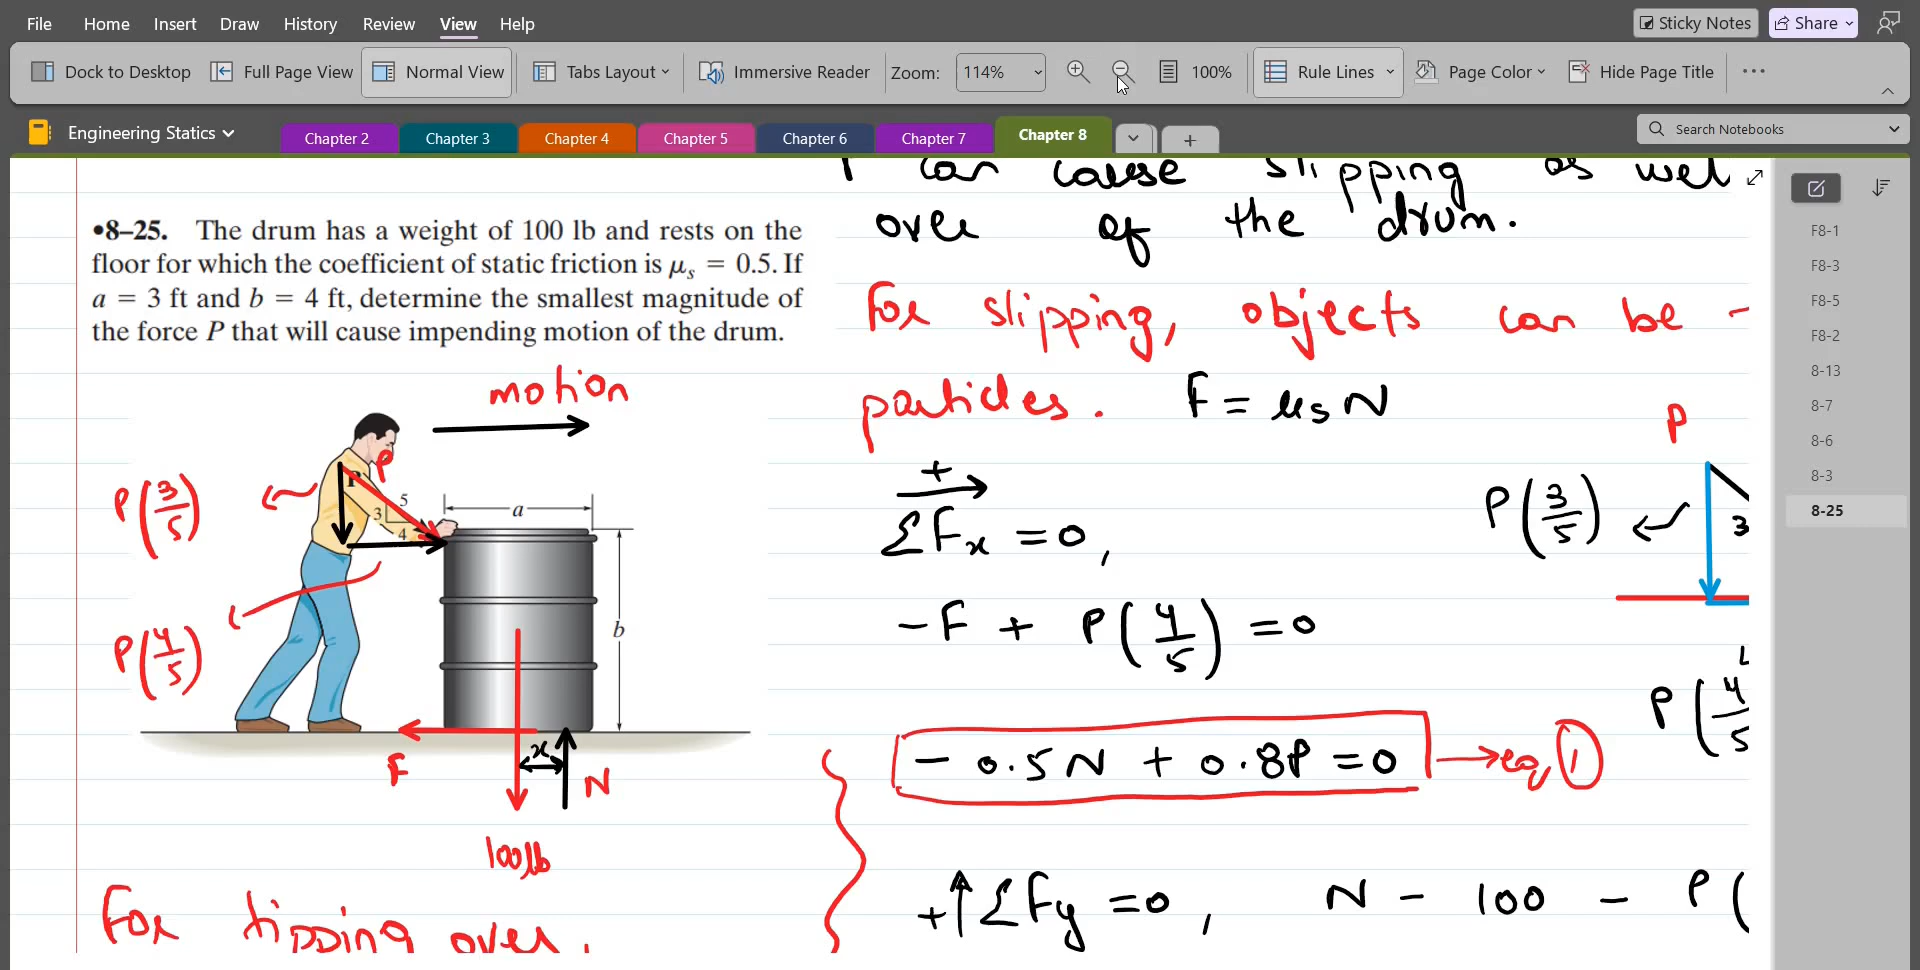 File Home Insert Draw History Review View Help Sticky Notes Share
Dock to Desktop Full Page View Normal View Tabs Layout Immersive Reader Zoom: 114% 100% Rule Lines Page Color Hide Page Title
Engineering Statics Chapter 2 Chapter 3 Chapter 4 Chapter 5 Chapter 6 Chapter 7 Chapter 8 + Search Notebooks
can cause slipping as wel
over of the drum.
•8–25. The drum has a weight of 100 lb and rests on the
floor for which the coefficient of static friction is μs = 0.5. If
a = 3 ft and b = 4 ft, determine the smallest magnitude of
the force P that will cause impending motion of the drum.
For slipping, objects can be
particles. F = μs N
motion
P
P
5
3
4
a
b
P(3/5)
P(4/5)
F
x
N
100lb
For tipping over,
+
ΣFx = 0,
- F + P(4/5) = 0
- 0.5N + 0.8P = 0 → eq 1
+↑ΣFy = 0, N - 100 - P(
P
P(3/5)
3
P(4/5
F8-1
F8-3
F8-5
F8-2
8-13
8-7
8-6
8-3
8-25